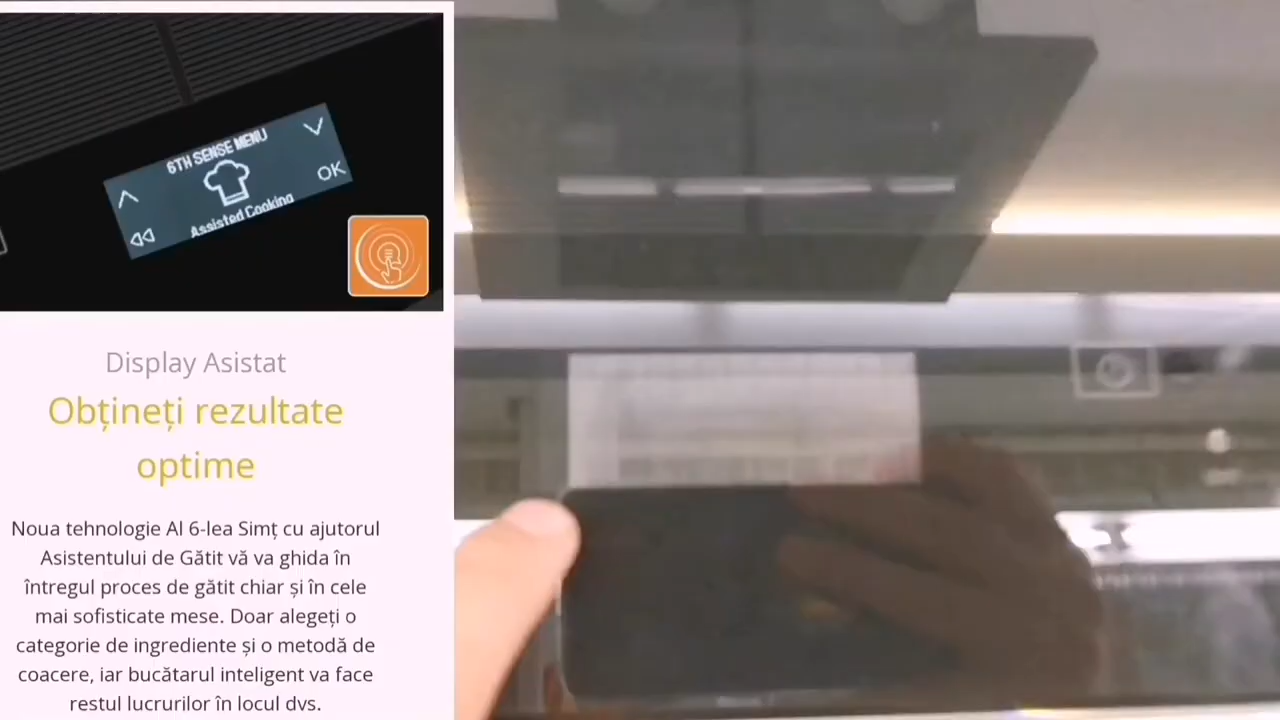 6TH SENSE MENU
OK
Assisted Cooking
Display Asistat
Obțineți rezultate
optime
Noua tehnologie Al 6-lea Simț cu ajutorul
Asistentului de Gătit vă va ghida în
întregul proces de gătit chiar și în cele
mai sofisticate mese. Doar alegeți o
categorie de ingrediente și o metodă de
coacere, iar bucătarul inteligent va face
restul lucrurilor în locul dvs.